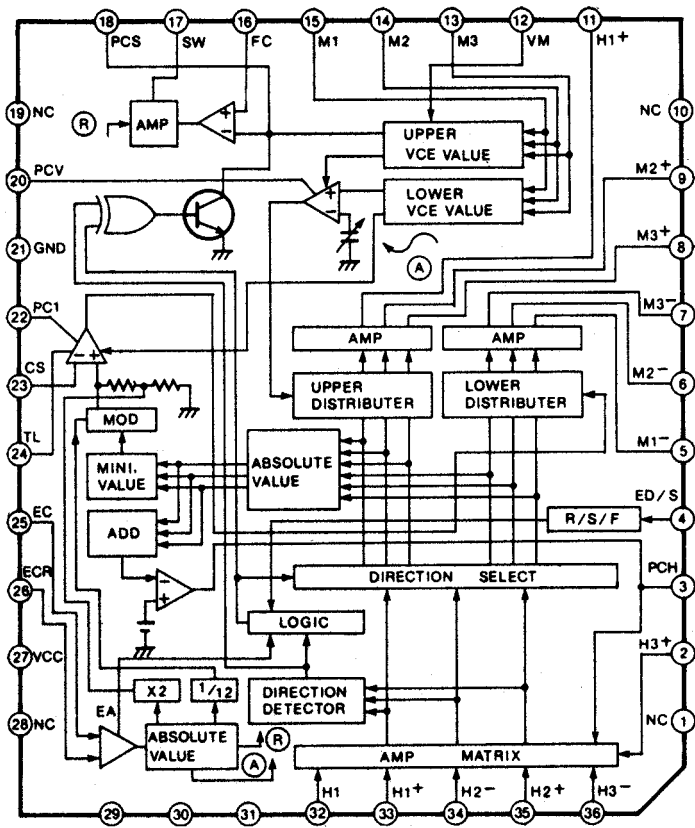 18 17 16 15 14 13 12 11
PCS SW FC M1 M2 M3 VM H1+
19 NC
R
AMP
+
−
UPPER
VCE VALUE
NC 10
20 PCV
+
−
LOWER
VCE VALUE
M2+ 9
21 GND
A
M3+ 8
22 PC1
− +
AMP
AMP
M3− 7
23 CS
UPPER
DISTRIBUTER
LOWER
DISTRIBUTER
M2− 6
MOD
24 TL
MINI.
VALUE
ABSOLUTE
VALUE
M1− 5
25 EC
ADD
R/S/F
ED/S 4
26 ECR
−
+
DIRECTION SELECT
PCH 3
LOGIC
27 VCC
H3+ 2
EA
X2
1/12
DIRECTION
DETECTOR
28 NC
ABSOLUTE
VALUE
R
A
AMP MATRIX
NC 1
H1 H1+ H2− H2+ H3−
29 30 31 32 33 34 35 36